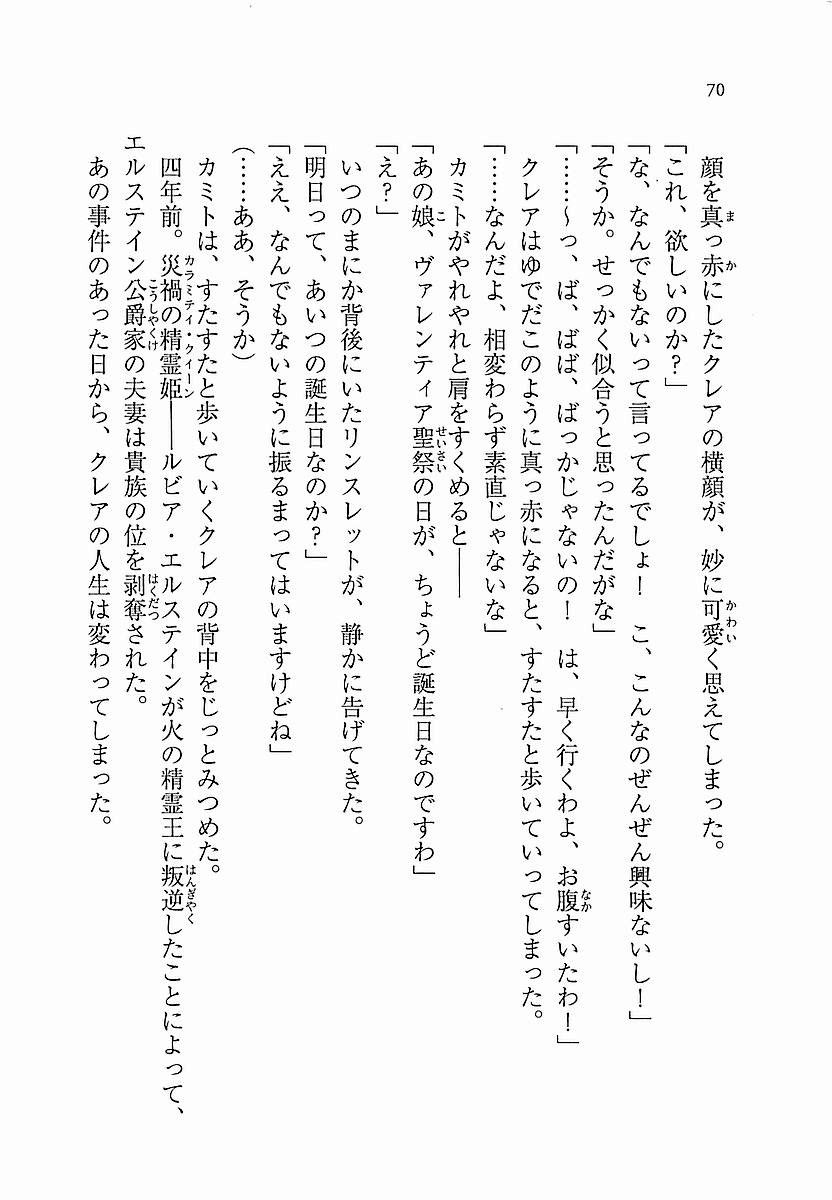 70
顔を真っ赤にしたクレアの横顔が、妙に可愛く思えてしまった。
「これ、欲しいのか?」
「な、なんでもないって言ってるでしょ! こ、こんなのぜんぜん興味ないし!」
「そうか。せっかく似合うと思ったんだがな」
「……~っ、ば、ばば、ばっかじゃないの! は、早く行くわよ、お腹すいたわ!」
クレアはゆでだこのように真っ赤になると、すたすたと歩いていってしまった。
「……なんだよ、相変わらず素直じゃないな」
カミトがやれやれと肩をすくめると――
「あの娘、ヴァレンティア聖祭の日が、ちょうど誕生日なのですわ」
「え?」
いつのまにか背後にいたリンスレットが、静かに告げてきた。
「明日って、あいつの誕生日なのか?」
「ええ、なんでもないように振るまってはいますけどね」
(……ああ、そうか)
カミトは、すたすたと歩いていくクレアの背中をじっとみつめた。
四年前。災禍の精霊姫――ルビア・エルステインが火の精霊王に叛逆したことによって、
エルステイン公爵家の夫妻は貴族の位を剥奪された。
あの事件のあった日から、クレアの人生は変わってしまった。